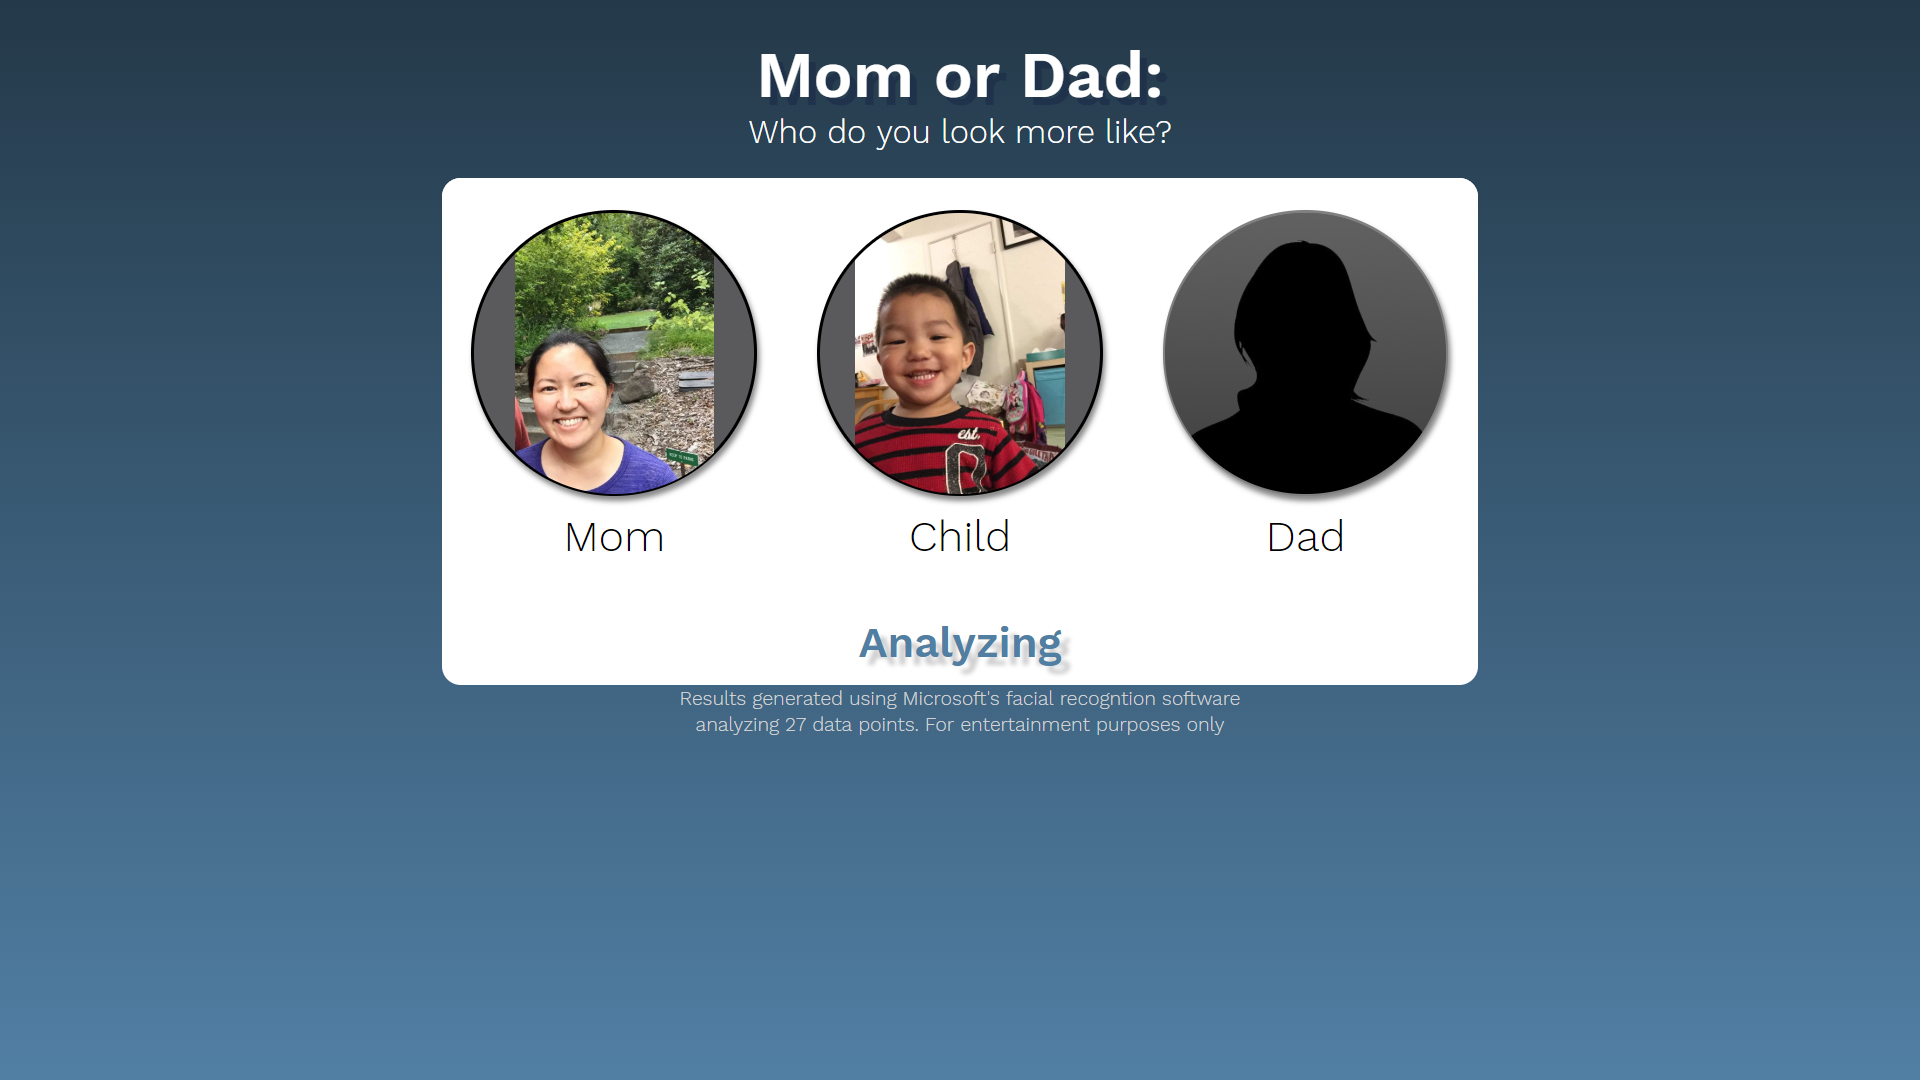 Mom or Dad:
Who do you look more like?
est.
Mom
Child
Dad
Analyzing
Results generated using Microsoft's facial recogntion software
analyzing 27 data points. For entertainment purposes only